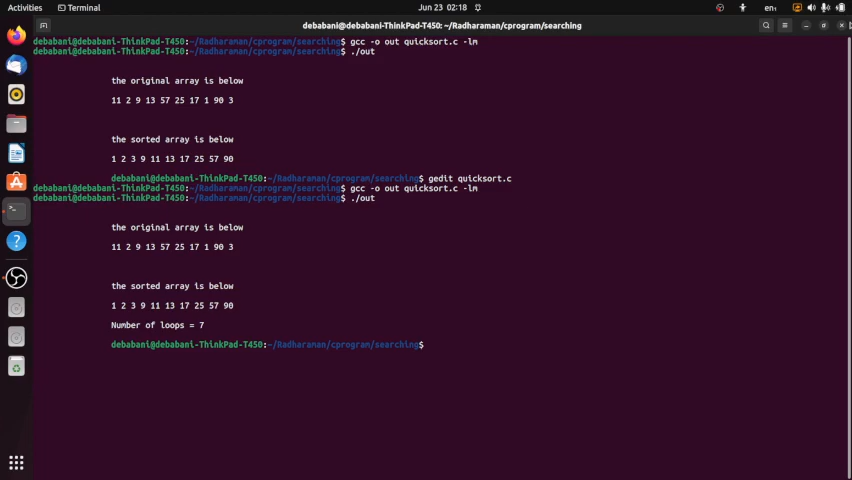 Activities Terminal Jun 23 02:18 en₁
debabani@debabani-ThinkPad-T450: ~/Radharaman/cprogram/searching
debabani@debabani-ThinkPad-T450:~/Radharaman/cprogram/searching$ gcc -o out quicksort.c -lm
debabani@debabani-ThinkPad-T450:~/Radharaman/cprogram/searching$ ./out
the original array is below
11 2 9 13 57 25 17 1 90 3
the sorted array is below
1 2 3 9 11 13 17 25 57 90
debabani@debabani-ThinkPad-T450:~/Radharaman/cprogram/searching$ gedit quicksort.c
debabani@debabani-ThinkPad-T450:~/Radharaman/cprogram/searching$ gcc -o out quicksort.c -lm
debabani@debabani-ThinkPad-T450:~/Radharaman/cprogram/searching$ ./out
the original array is below
11 2 9 13 57 25 17 1 90 3
the sorted array is below
1 2 3 9 11 13 17 25 57 90
Number of loops = 7
debabani@debabani-ThinkPad-T450:~/Radharaman/cprogram/searching$